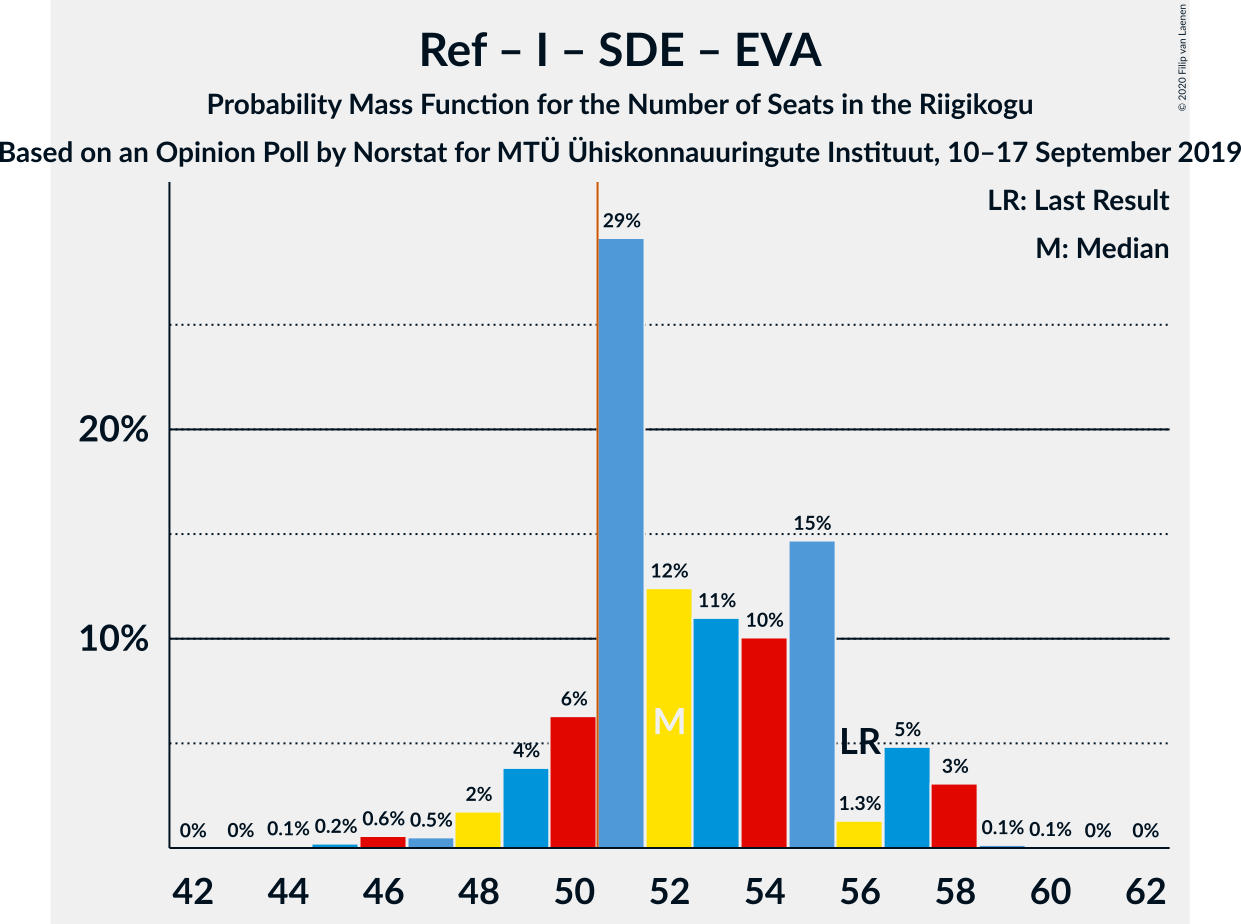 Ref – I – SDE – EVA
Probability Mass Function for the Number of Seats in the Riigikogu
Based on an Opinion Poll by Norstat for MTÜ Ühiskonnauuringute Instituut, 10–17 September 2019
© 2020 Filip van Laenen
LR: Last Result
M: Median
29%
20%
15%
12%
11%
10%
10%
6%
M
LR
5%
4%
3%
2%
1.3%
0% 0% 0.1% 0.2% 0.6% 0.5%
0.1% 0.1% 0% 0%
42 44 46 48 50 52 54 56 58 60 62